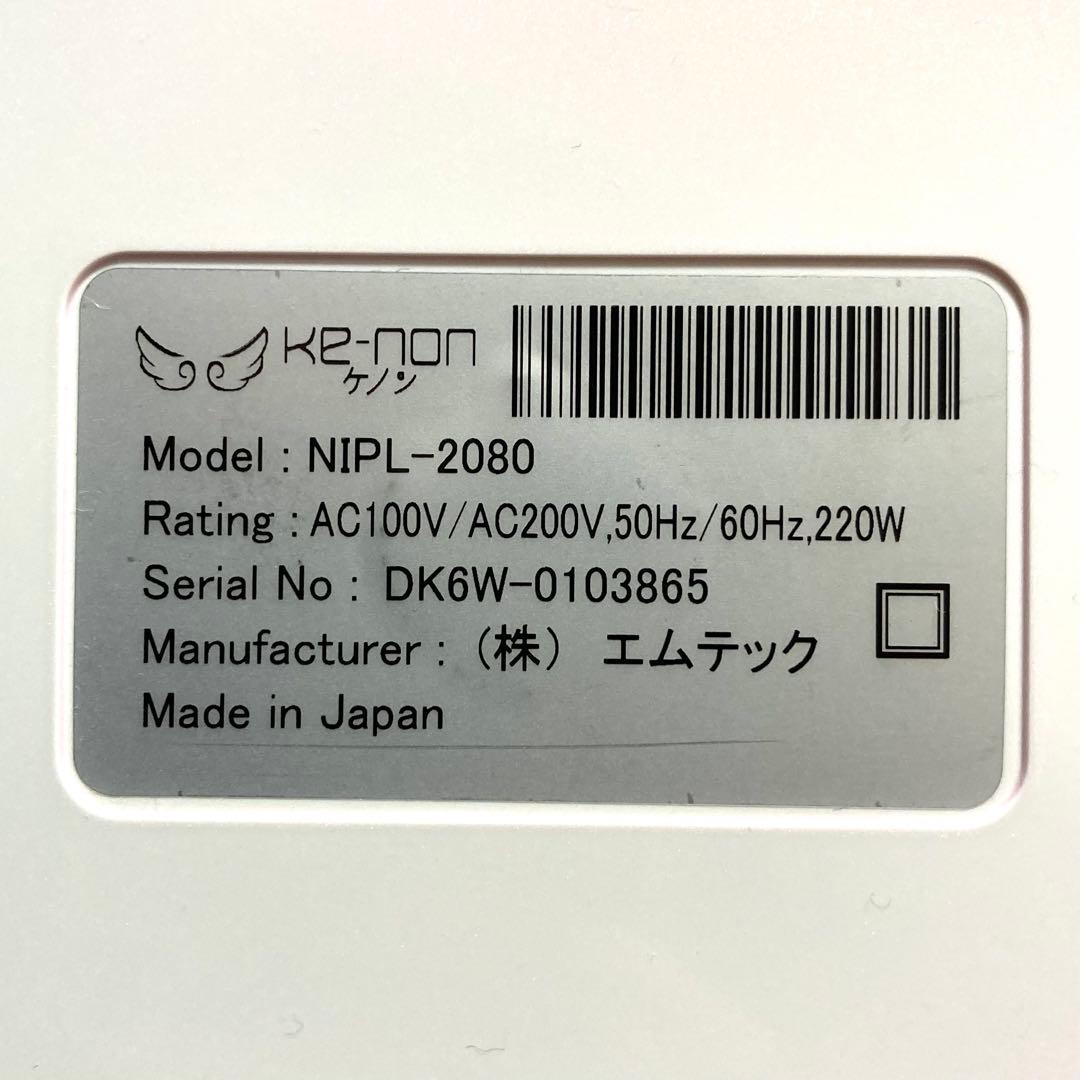 Ke-non
ケノン
Model : NIPL-2080
Rating : AC100V/AC200V,50Hz/60Hz,220W
Serial No : DK6W-0103865
Manufacturer : (株) エムテック
Made in Japan